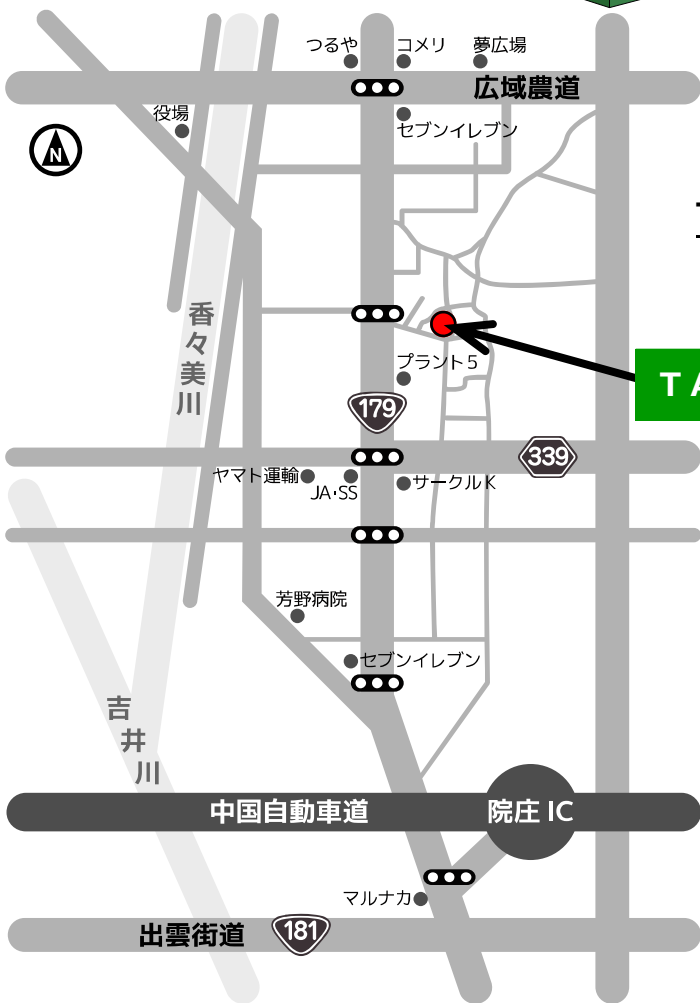 つるや
コメリ
夢広場
広域農道
役場
セブンイレブン
N
香々美川
プラント5
T A
179
339
ヤマト運輸
JA・SS
サークルK
芳野病院
セブンイレブン
吉井川
中国自動車道
院庄 IC
マルナカ
出雲街道
181